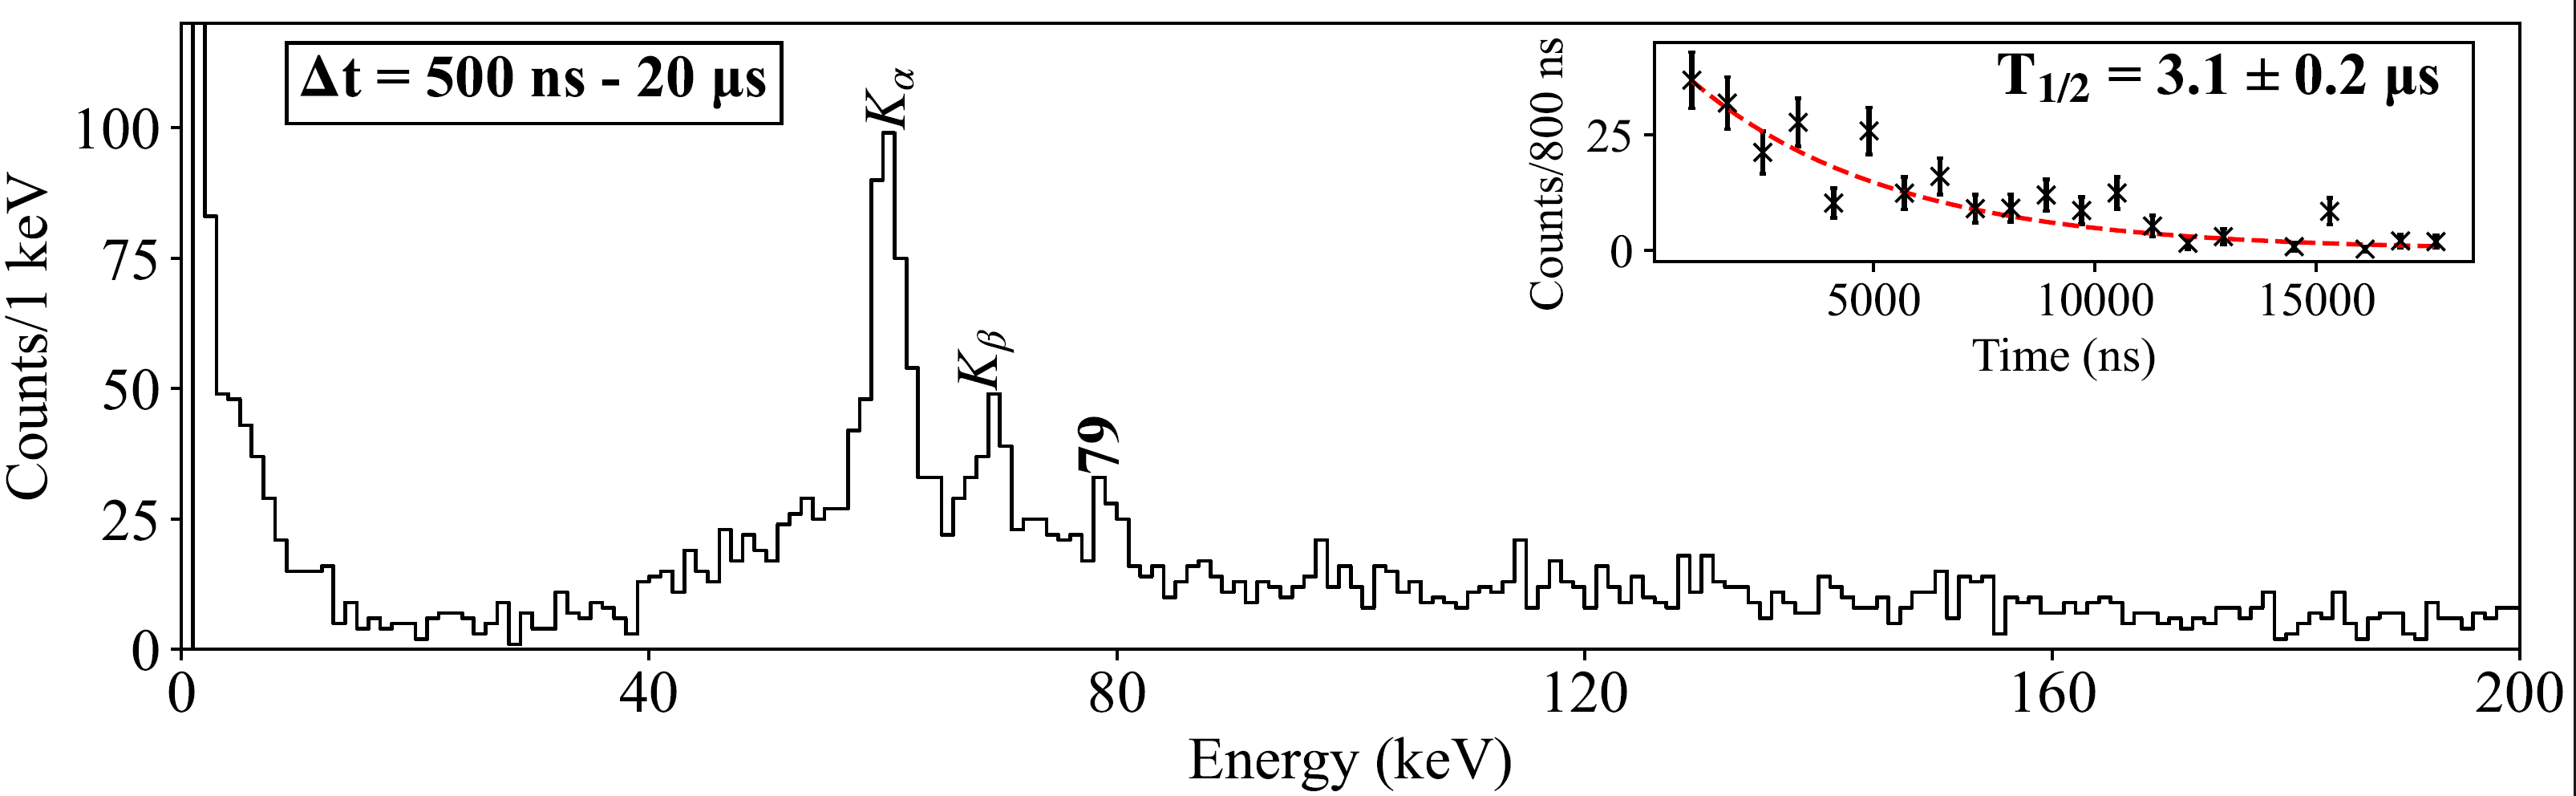 Δt = 500 ns - 20 μs
Counts/1 keV
100
75
50
25
0
0 40 80 120 160 200
Energy (keV)
Kα
Kβ
79
T1/2 = 3.1 ± 0.2 μs
Counts/800 ns
25
0
5000 10000 15000
Time (ns)